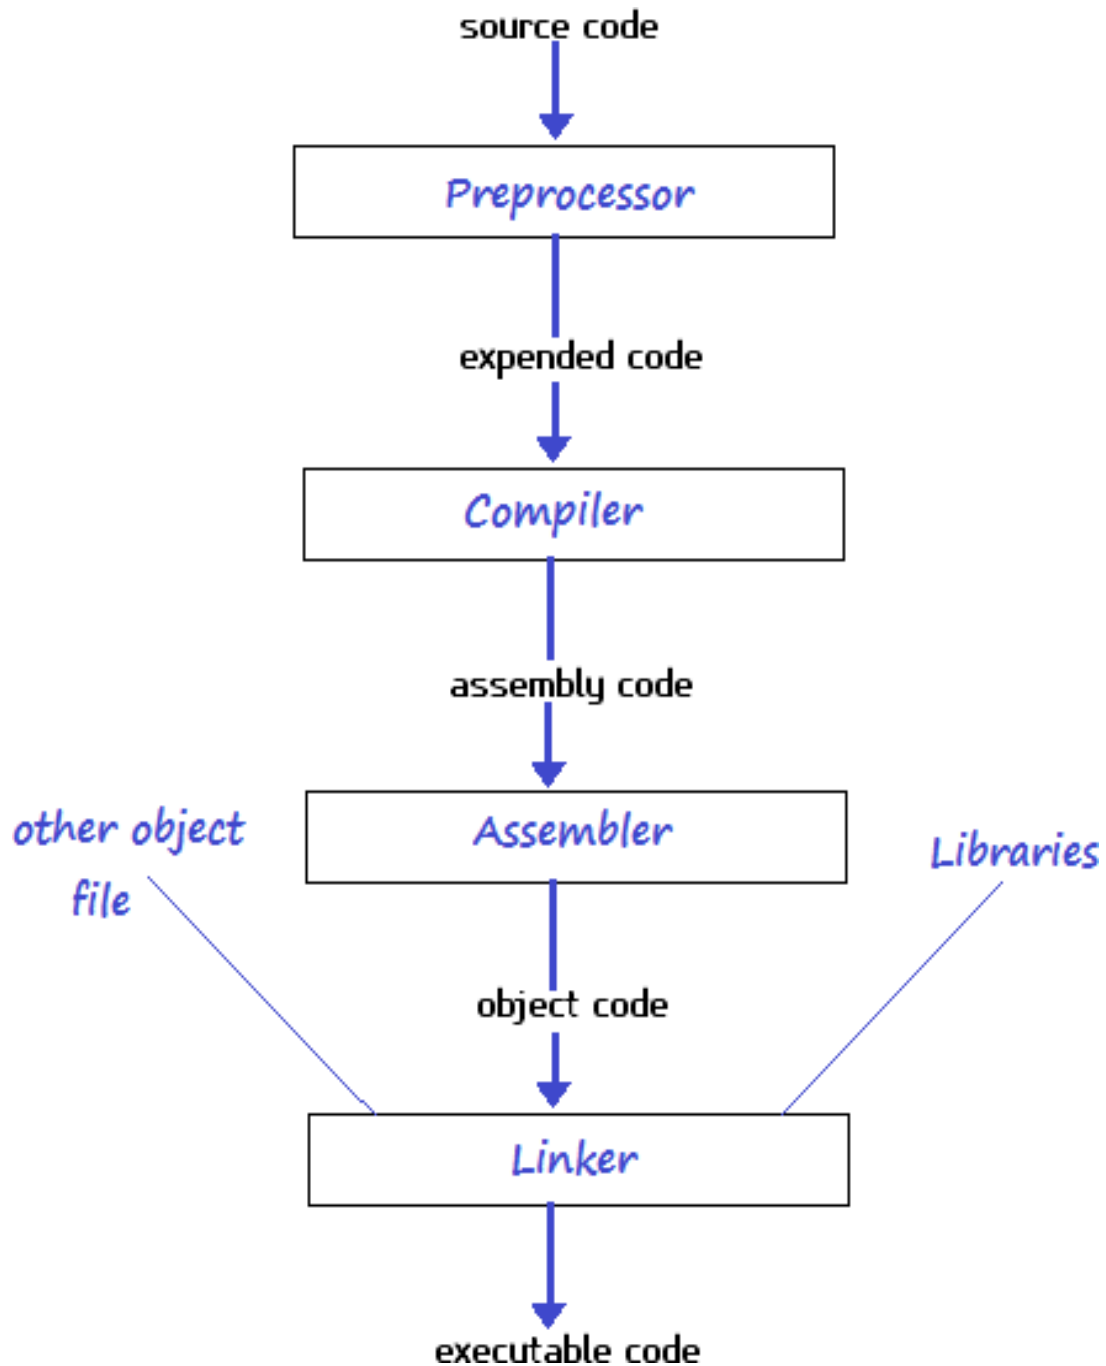 source code
Preprocessor
expended code
Compiler
assembly code
Assembler
other object
file
Libraries
object code
Linker
executable code